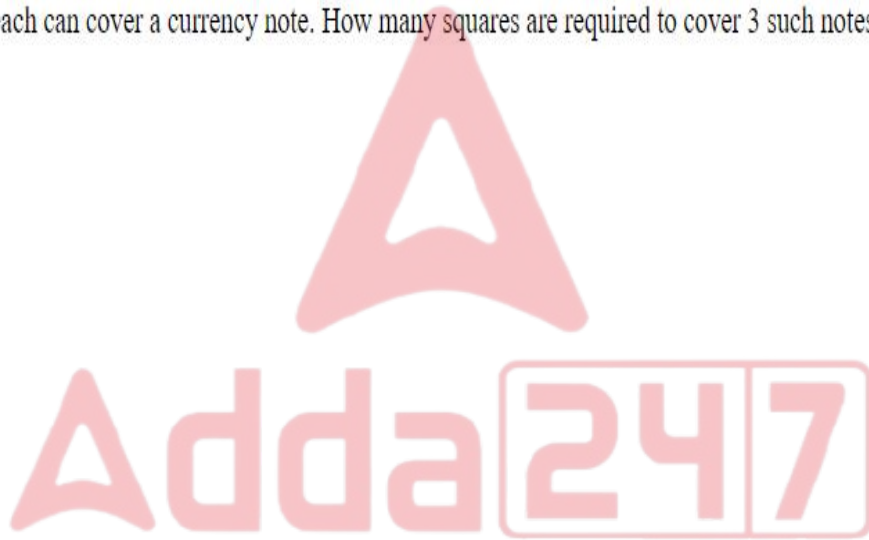 ach can cover a currency note. How many squares are required to cover 3 such notes
Adda247